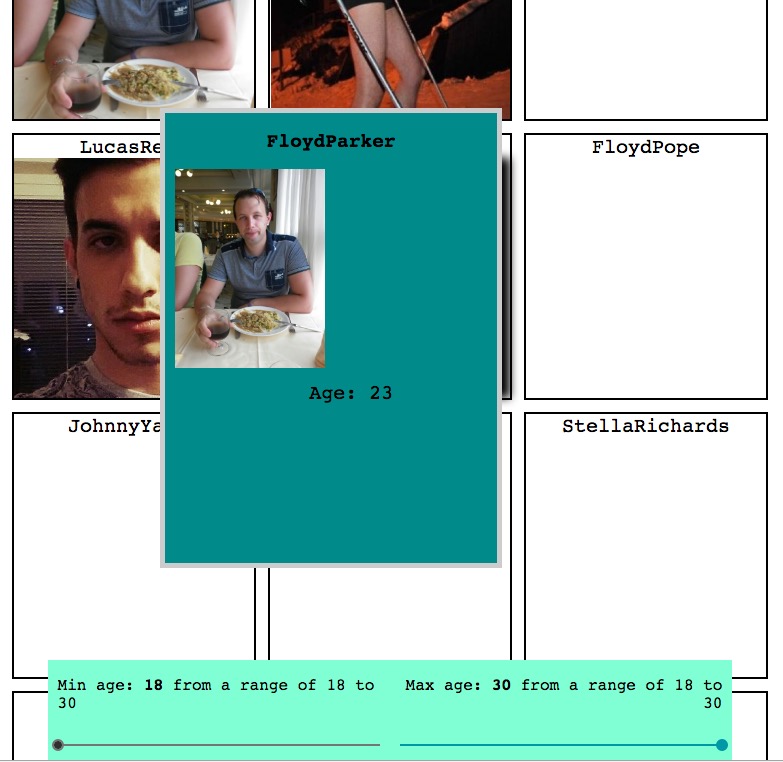 LucasRe
FloydParker
FloydPope
Age: 23
JohnnyYa
StellaRichards
Min age: 18 from a range of 18 to
30
Max age: 30 from a range of 18 to
30